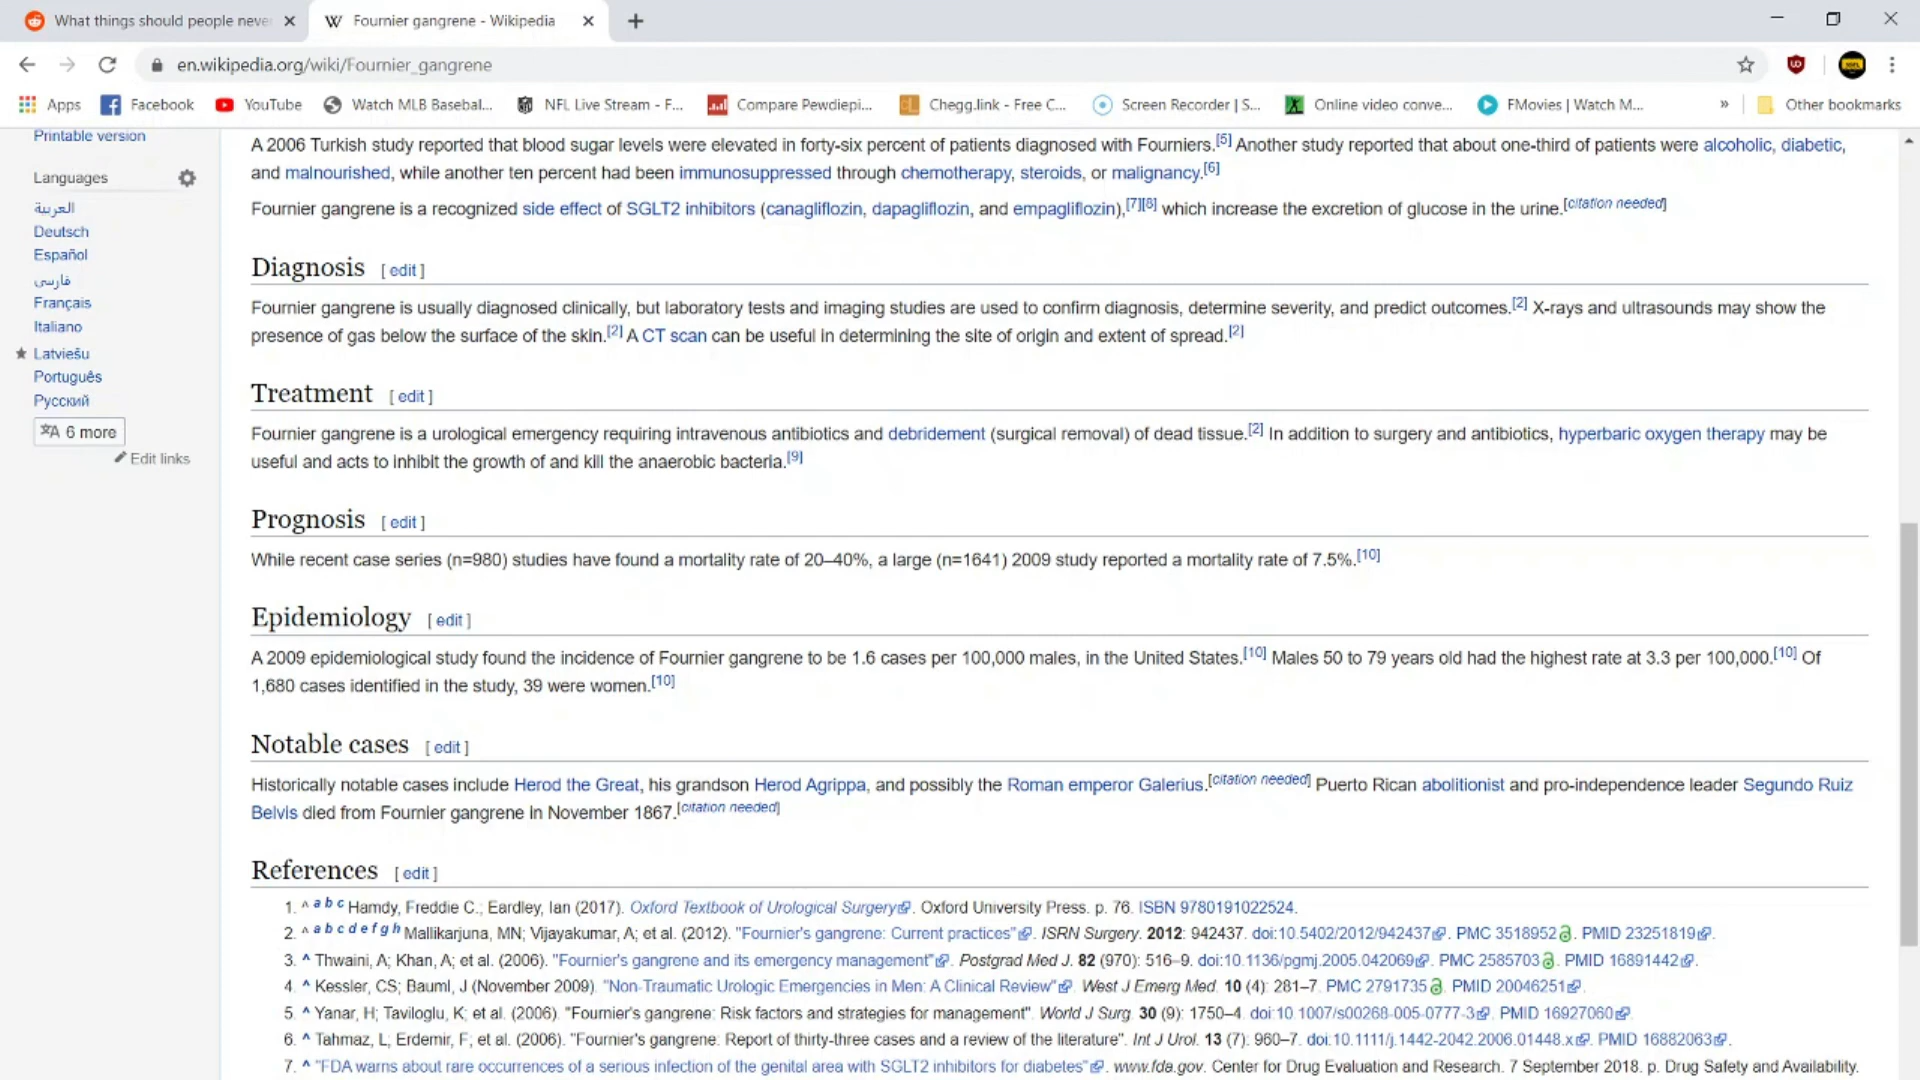 What things should people neve
Fournier gangrene - Wikipedia
en.wikipedia.org/wiki/Fournier_gangrene
Apps Facebook YouTube Watch MLB Basebal... NFL Live Stream - F... Compare Pewdiepi... Chegg.link - Free C... Screen Recorder | S... Online video conve... FMovies | Watch M... » Other bookmarks
Printable version
Languages
العربية
Deutsch
Español
فارسی
Français
Italiano
Latviešu
Português
Русский
6 more
Edit links
A 2006 Turkish study reported that blood sugar levels were elevated in forty-six percent of patients diagnosed with Fourniers.[5] Another study reported that about one-third of patients were alcoholic, diabetic,
and malnourished, while another ten percent had been immunosuppressed through chemotherapy, steroids, or malignancy.[6]
Fournier gangrene is a recognized side effect of SGLT2 inhibitors (canagliflozin, dapagliflozin, and empagliflozin),[7][8] which increase the excretion of glucose in the urine.[citation needed]
Diagnosis [ edit ]
Fournier gangrene is usually diagnosed clinically, but laboratory tests and imaging studies are used to confirm diagnosis, determine severity, and predict outcomes.[2] X-rays and ultrasounds may show the
presence of gas below the surface of the skin.[2] A CT scan can be useful in determining the site of origin and extent of spread.[2]
Treatment [ edit ]
Fournier gangrene is a urological emergency requiring intravenous antibiotics and debridement (surgical removal) of dead tissue.[2] In addition to surgery and antibiotics, hyperbaric oxygen therapy may be
useful and acts to inhibit the growth of and kill the anaerobic bacteria.[9]
Prognosis [ edit ]
While recent case series (n=980) studies have found a mortality rate of 20–40%, a large (n=1641) 2009 study reported a mortality rate of 7.5%.[10]
Epidemiology [ edit ]
A 2009 epidemiological study found the incidence of Fournier gangrene to be 1.6 cases per 100,000 males, in the United States.[10] Males 50 to 79 years old had the highest rate at 3.3 per 100,000.[10] Of
1,680 cases identified in the study, 39 were women.[10]
Notable cases [ edit ]
Historically notable cases include Herod the Great, his grandson Herod Agrippa, and possibly the Roman emperor Galerius.[citation needed] Puerto Rican abolitionist and pro-independence leader Segundo Ruiz
Belvis died from Fournier gangrene in November 1867.[citation needed]
References [ edit ]
1. ^ a b c Hamdy, Freddie C.; Eardley, Ian (2017). Oxford Textbook of Urological Surgery. Oxford University Press. p. 76. ISBN 9780191022524.
2. ^ a b c d e f g h Mallikarjuna, MN; Vijayakumar, A; et al. (2012). "Fournier's gangrene: Current practices". ISRN Surgery. 2012: 942437. doi:10.5402/2012/942437. PMC 3518952. PMID 23251819.
3. ^ Thwaini, A; Khan, A; et al. (2006). "Fournier's gangrene and its emergency management". Postgrad Med J. 82 (970): 516–9. doi:10.1136/pgmj.2005.042069. PMC 2585703. PMID 16891442.
4. ^ Kessler, CS; Bauml, J (November 2009). "Non-Traumatic Urologic Emergencies in Men: A Clinical Review". West J Emerg Med. 10 (4): 281–7. PMC 2791735. PMID 20046251.
5. ^ Yanar, H; Taviloglu, K; et al. (2006). "Fournier's gangrene: Risk factors and strategies for management". World J Surg. 30 (9): 1750–4. doi:10.1007/s00268-005-0777-3. PMID 16927060.
6. ^ Tahmaz, L; Erdemir, F; et al. (2006). "Fournier's gangrene: Report of thirty-three cases and a review of the literature". Int J Urol. 13 (7): 960–7. doi:10.1111/j.1442-2042.2006.01448.x. PMID 16882063.
7. ^ "FDA warns about rare occurrences of a serious infection of the genital area with SGLT2 inhibitors for diabetes". www.fda.gov. Center for Drug Evaluation and Research. 7 September 2018. p. Drug Safety and Availability.